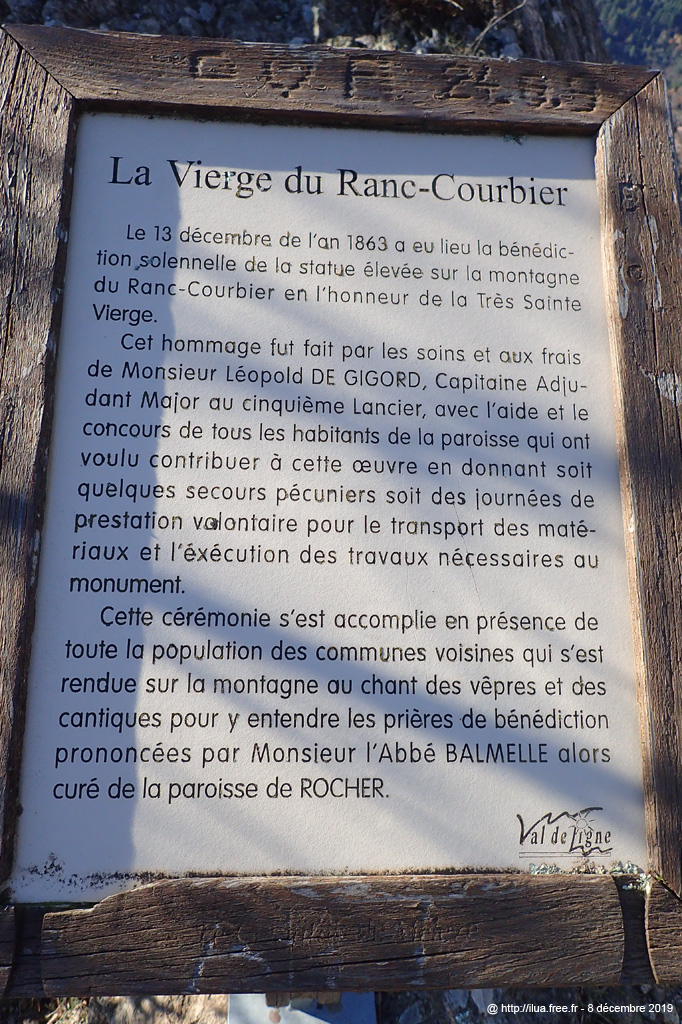 La Vierge du Ranc-Courbier
Le 13 décembre de l'an 1863 a eu lieu la bénédic-
tion solennelle de la statue élevée sur la montagne
du Ranc-Courbier en l'honneur de la Très Sainte
Vierge.
Cet hommage fut fait par les soins et aux frais
de Monsieur Léopold DE GIGORD, Capitaine Adju-
dant Major au cinquième Lancier, avec l'aide et le
concours de tous les habitants de la paroisse qui ont
voulu contribuer à cette œuvre en donnant soit
quelques secours pécuniers soit des journées de
prestation volontaire pour le transport des maté-
riaux et l'éxécution des travaux nécessaires au
monument.
Cette cérémonie s'est accomplie en présence de
toute la population des communes voisines qui s'est
rendue sur la montagne au chant des vêpres et des
cantiques pour y entendre les prières de bénédiction
prononcées par Monsieur l'Abbé BALMELLE alors
curé de la paroisse de ROCHER.
Val de Ligne
@ http://ilua.free.fr - 8 décembre 2019